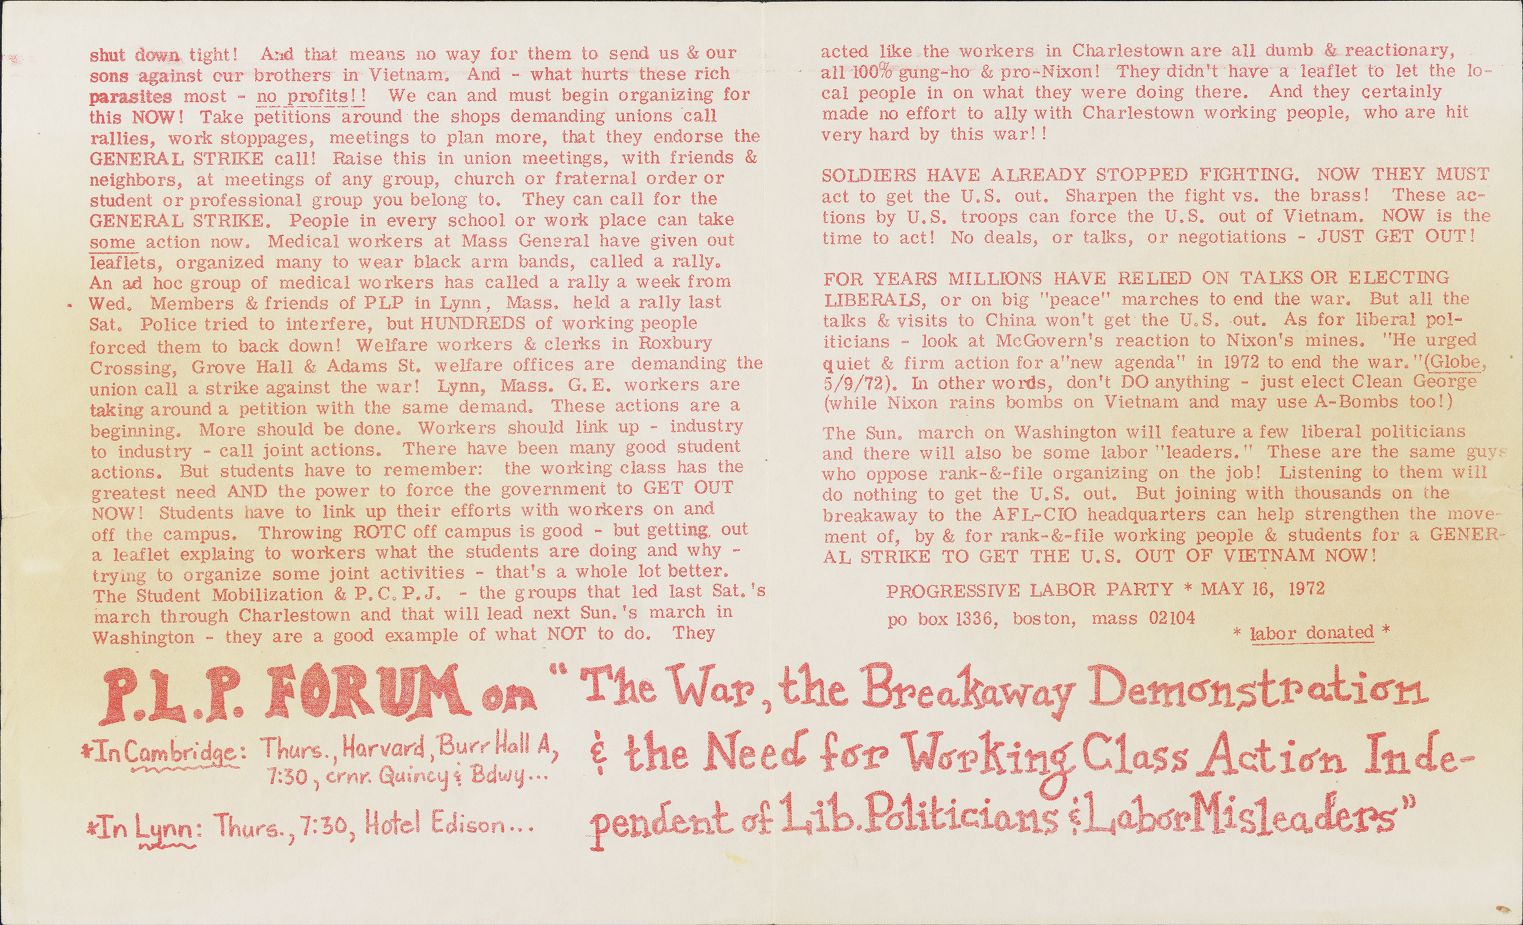 shut down tight! And that means no way for them to send us & our
sons against our brothers in Vietnam. And - what hurts these rich
parasites most - no profits!! We can and must begin organizing for
this NOW! Take petitions around the shops demanding unions call
rallies, work stoppages, meetings to plan more, that they endorse the
GENERAL STRIKE call! Raise this in union meetings, with friends &
neighbors, at meetings of any group, church or fraternal order or
student or professional group you belong to. They can call for the
GENERAL STRIKE. People in every school or work place can take
some action now. Medical workers at Mass General have given out
leaflets, organized many to wear black arm bands, called a rally.
An ad hoc group of medical workers has called a rally a week from
Wed. Members & friends of PLP in Lynn, Mass. held a rally last
Sat. Police tried to interfere, but HUNDREDS of working people
forced them to back down! Welfare workers & clerks in Roxbury
Crossing, Grove Hall & Adams St. welfare offices are demanding the
union call a strike against the war! Lynn, Mass. G.E. workers are
taking around a petition with the same demand. These actions are a
beginning. More should be done. Workers should link up - industry
to industry - call joint actions. There have been many good student
actions. But students have to remember: the working class has the
greatest need AND the power to force the government to GET OUT
NOW! Students have to link up their efforts with workers on and
off the campus. Throwing ROTC off campus is good - but getting out
a leaflet explaing to workers what the students are doing and why -
trying to organize some joint activities - that's a whole lot better.
The Student Mobilization & P.C.P.J. - the groups that led last Sat.'s
march through Charlestown and that will lead next Sun.'s march in
Washington - they are a good example of what NOT to do. They
acted like the workers in Charlestown are all dumb & reactionary,
all 100% gung-ho & pro-Nixon! They didn't have a leaflet to let the lo-
cal people in on what they were doing there. And they certainly
made no effort to ally with Charlestown working people, who are hit
very hard by this war!!
SOLDIERS HAVE ALREADY STOPPED FIGHTING. NOW THEY MUST
act to get the U.S. out. Sharpen the fight vs. the brass! These ac-
tions by U.S. troops can force the U.S. out of Vietnam. NOW is the
time to act! No deals, or talks, or negotiations - JUST GET OUT!
FOR YEARS MILLIONS HAVE RELIED ON TALKS OR ELECTING
LIBERALS, or on big "peace" marches to end the war. But all the
talks & visits to China won't get the U.S. out. As for liberal pol-
iticians - look at McGovern's reaction to Nixon's mines. "He urged
quiet & firm action for a"new agenda" in 1972 to end the war."(Globe,
5/9/72). In other words, don't DO anything - just elect Clean George
(while Nixon rains bombs on Vietnam and may use A-Bombs too!)
The Sun. march on Washington will feature a few liberal politicians
and there will also be some labor "leaders." These are the same guys
who oppose rank-&-file organizing on the job! Listening to them will
do nothing to get the U.S. out. But joining with thousands on the
breakaway to the AFL-CIO headquarters can help strengthen the move-
ment of, by & for rank-&-file working people & students for a GENER-
AL STRIKE TO GET THE U.S. OUT OF VIETNAM NOW!
PROGRESSIVE LABOR PARTY * MAY 16, 1972
po box 1336, boston, mass 02104
* labor donated *
P.L.P. FORUM on "The War, the Breakaway Demonstration
& the Need for Working Class Action Inde-
pendent of Lib. Politicians & Labor Misleaders"
*In Cambridge: Thurs., Harvard, Burr Hall A,
7:30, crnr. Quincy & Bdwy...
*In Lynn: Thurs., 7:30, Hotel Edison...